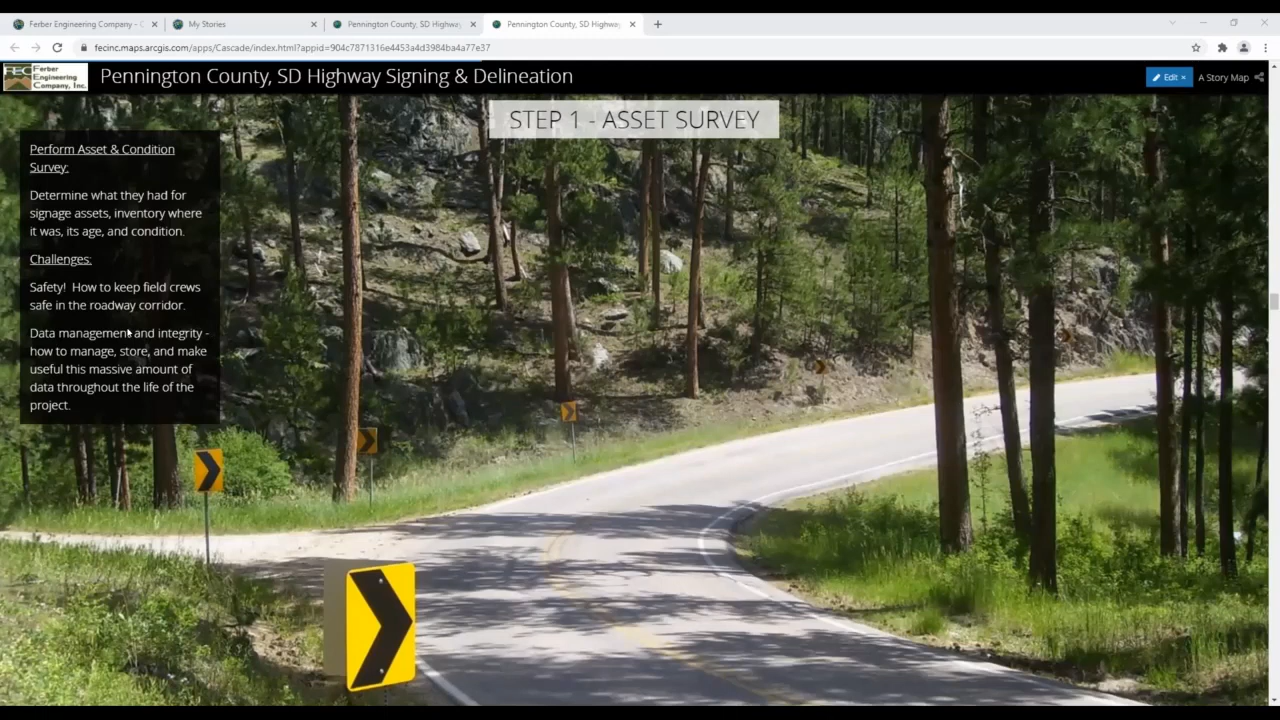 Ferber Engineering Company - C
My Stories
Pennington County, SD Highway
Pennington County, SD Highway
fecinc.maps.arcgis.com/apps/Cascade/index.html?appid=904c7871316e4453a4d3984ba4a77e37
FEC Ferber Engineering Company, Inc.
Pennington County, SD Highway Signing & Delineation
Edit
A Story Map
STEP 1 - ASSET SURVEY
Perform Asset & Condition
Survey:
Determine what they had for
signage assets, inventory where
it was, its age, and condition.
Challenges:
Safety! How to keep field crews
safe in the roadway corridor.
Data management and integrity -
how to manage, store, and make
useful this massive amount of
data throughout the life of the
project.